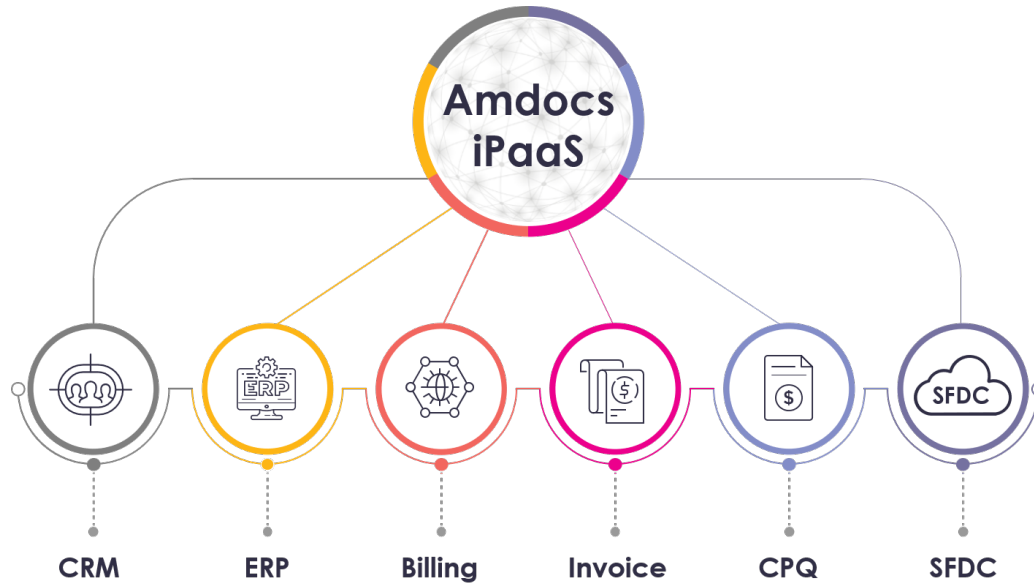 Amdocs
iPaaS
ERP
$
$
SFDC
CRM
ERP
Billing
Invoice
CPQ
SFDC